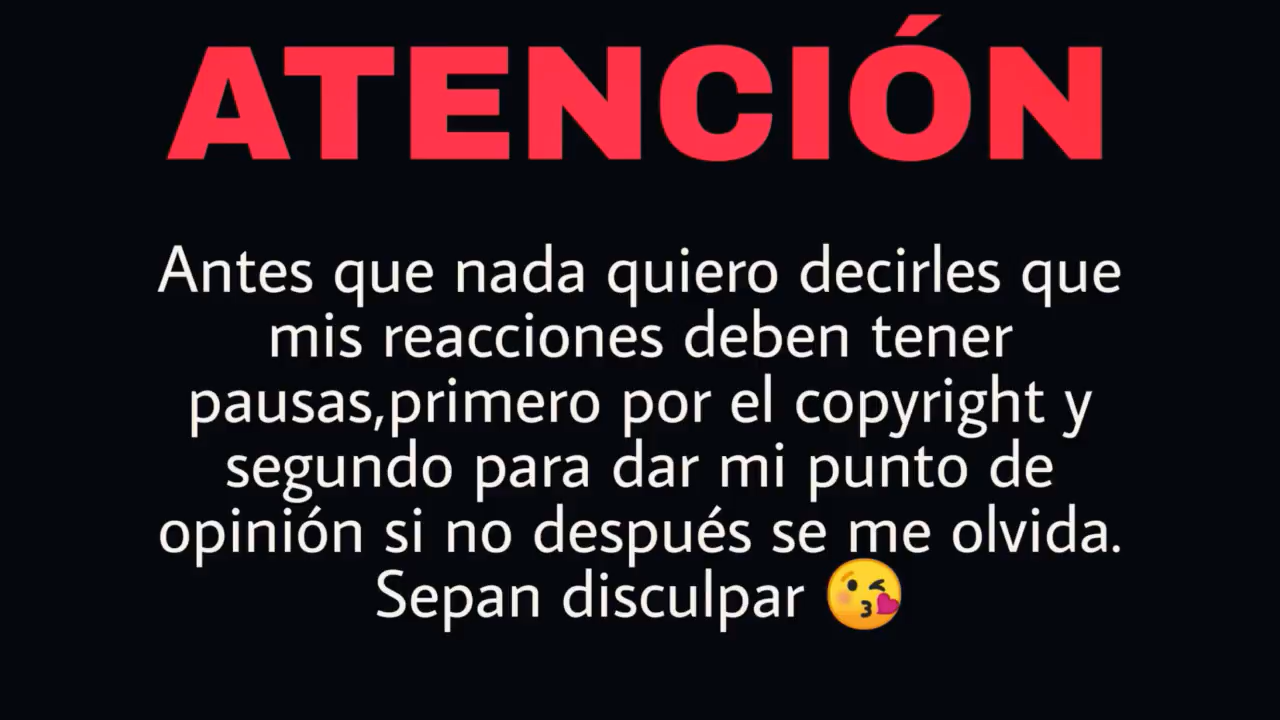 ATENCIÓN
Antes que nada quiero decirles que
mis reacciones deben tener
pausas,primero por el copyright y
segundo para dar mi punto de
opinión si no después se me olvida.
Sepan disculpar 😘